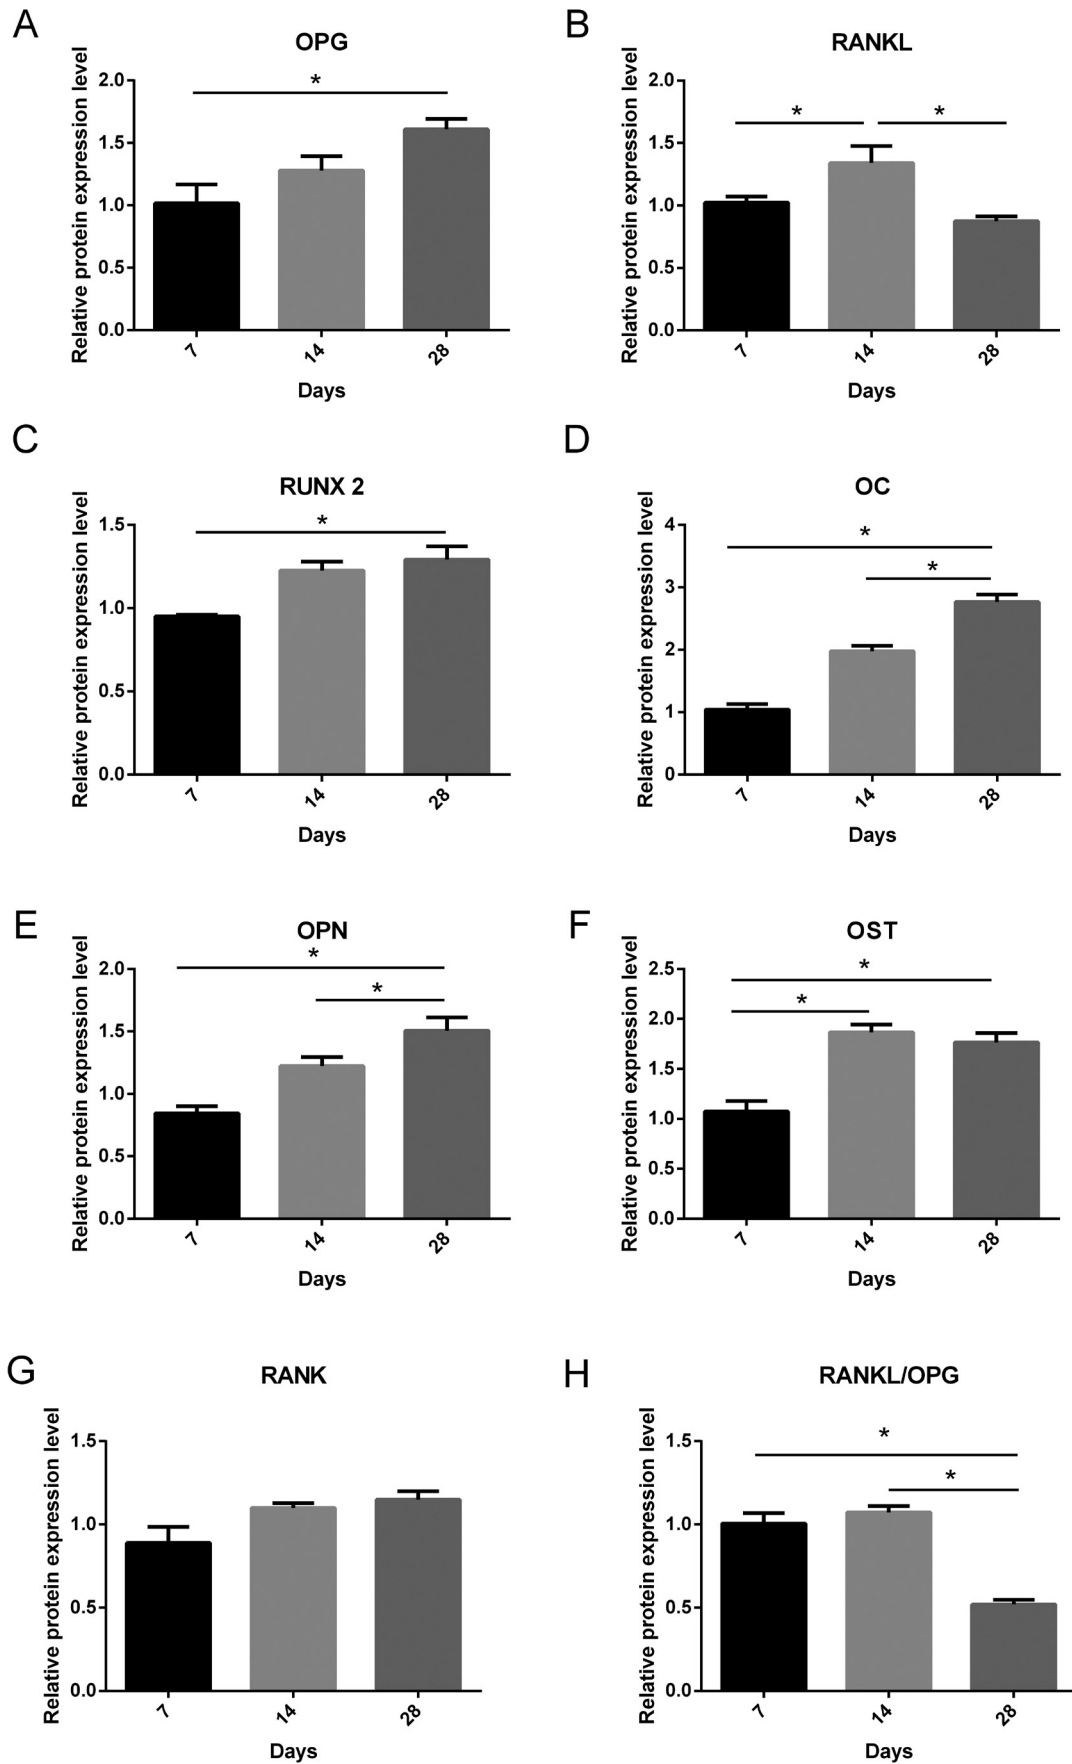 A
OPG
Relative protein expression level
2.0
1.5
1.0
0.5
0.0
*
7
14
28
Days
B
RANKL
Relative protein expression level
2.0
1.5
1.0
0.5
0.0
*
*
7
14
28
Days
C
RUNX 2
Relative protein expression level
1.5
1.0
0.5
0.0
*
7
14
28
Days
D
OC
Relative protein expression level
4
3
2
1
0
*
*
7
14
28
Days
E
OPN
Relative protein expression level
2.0
1.5
1.0
0.5
0.0
*
*
7
14
28
Days
F
OST
Relative protein expression level
2.5
2.0
1.5
1.0
0.5
0.0
*
*
7
14
28
Days
G
RANK
Relative protein expression level
1.5
1.0
0.5
0.0
7
14
28
Days
H
RANKL/OPG
Relative protein expression level
1.5
1.0
0.5
0.0
*
*
7
14
28
Days